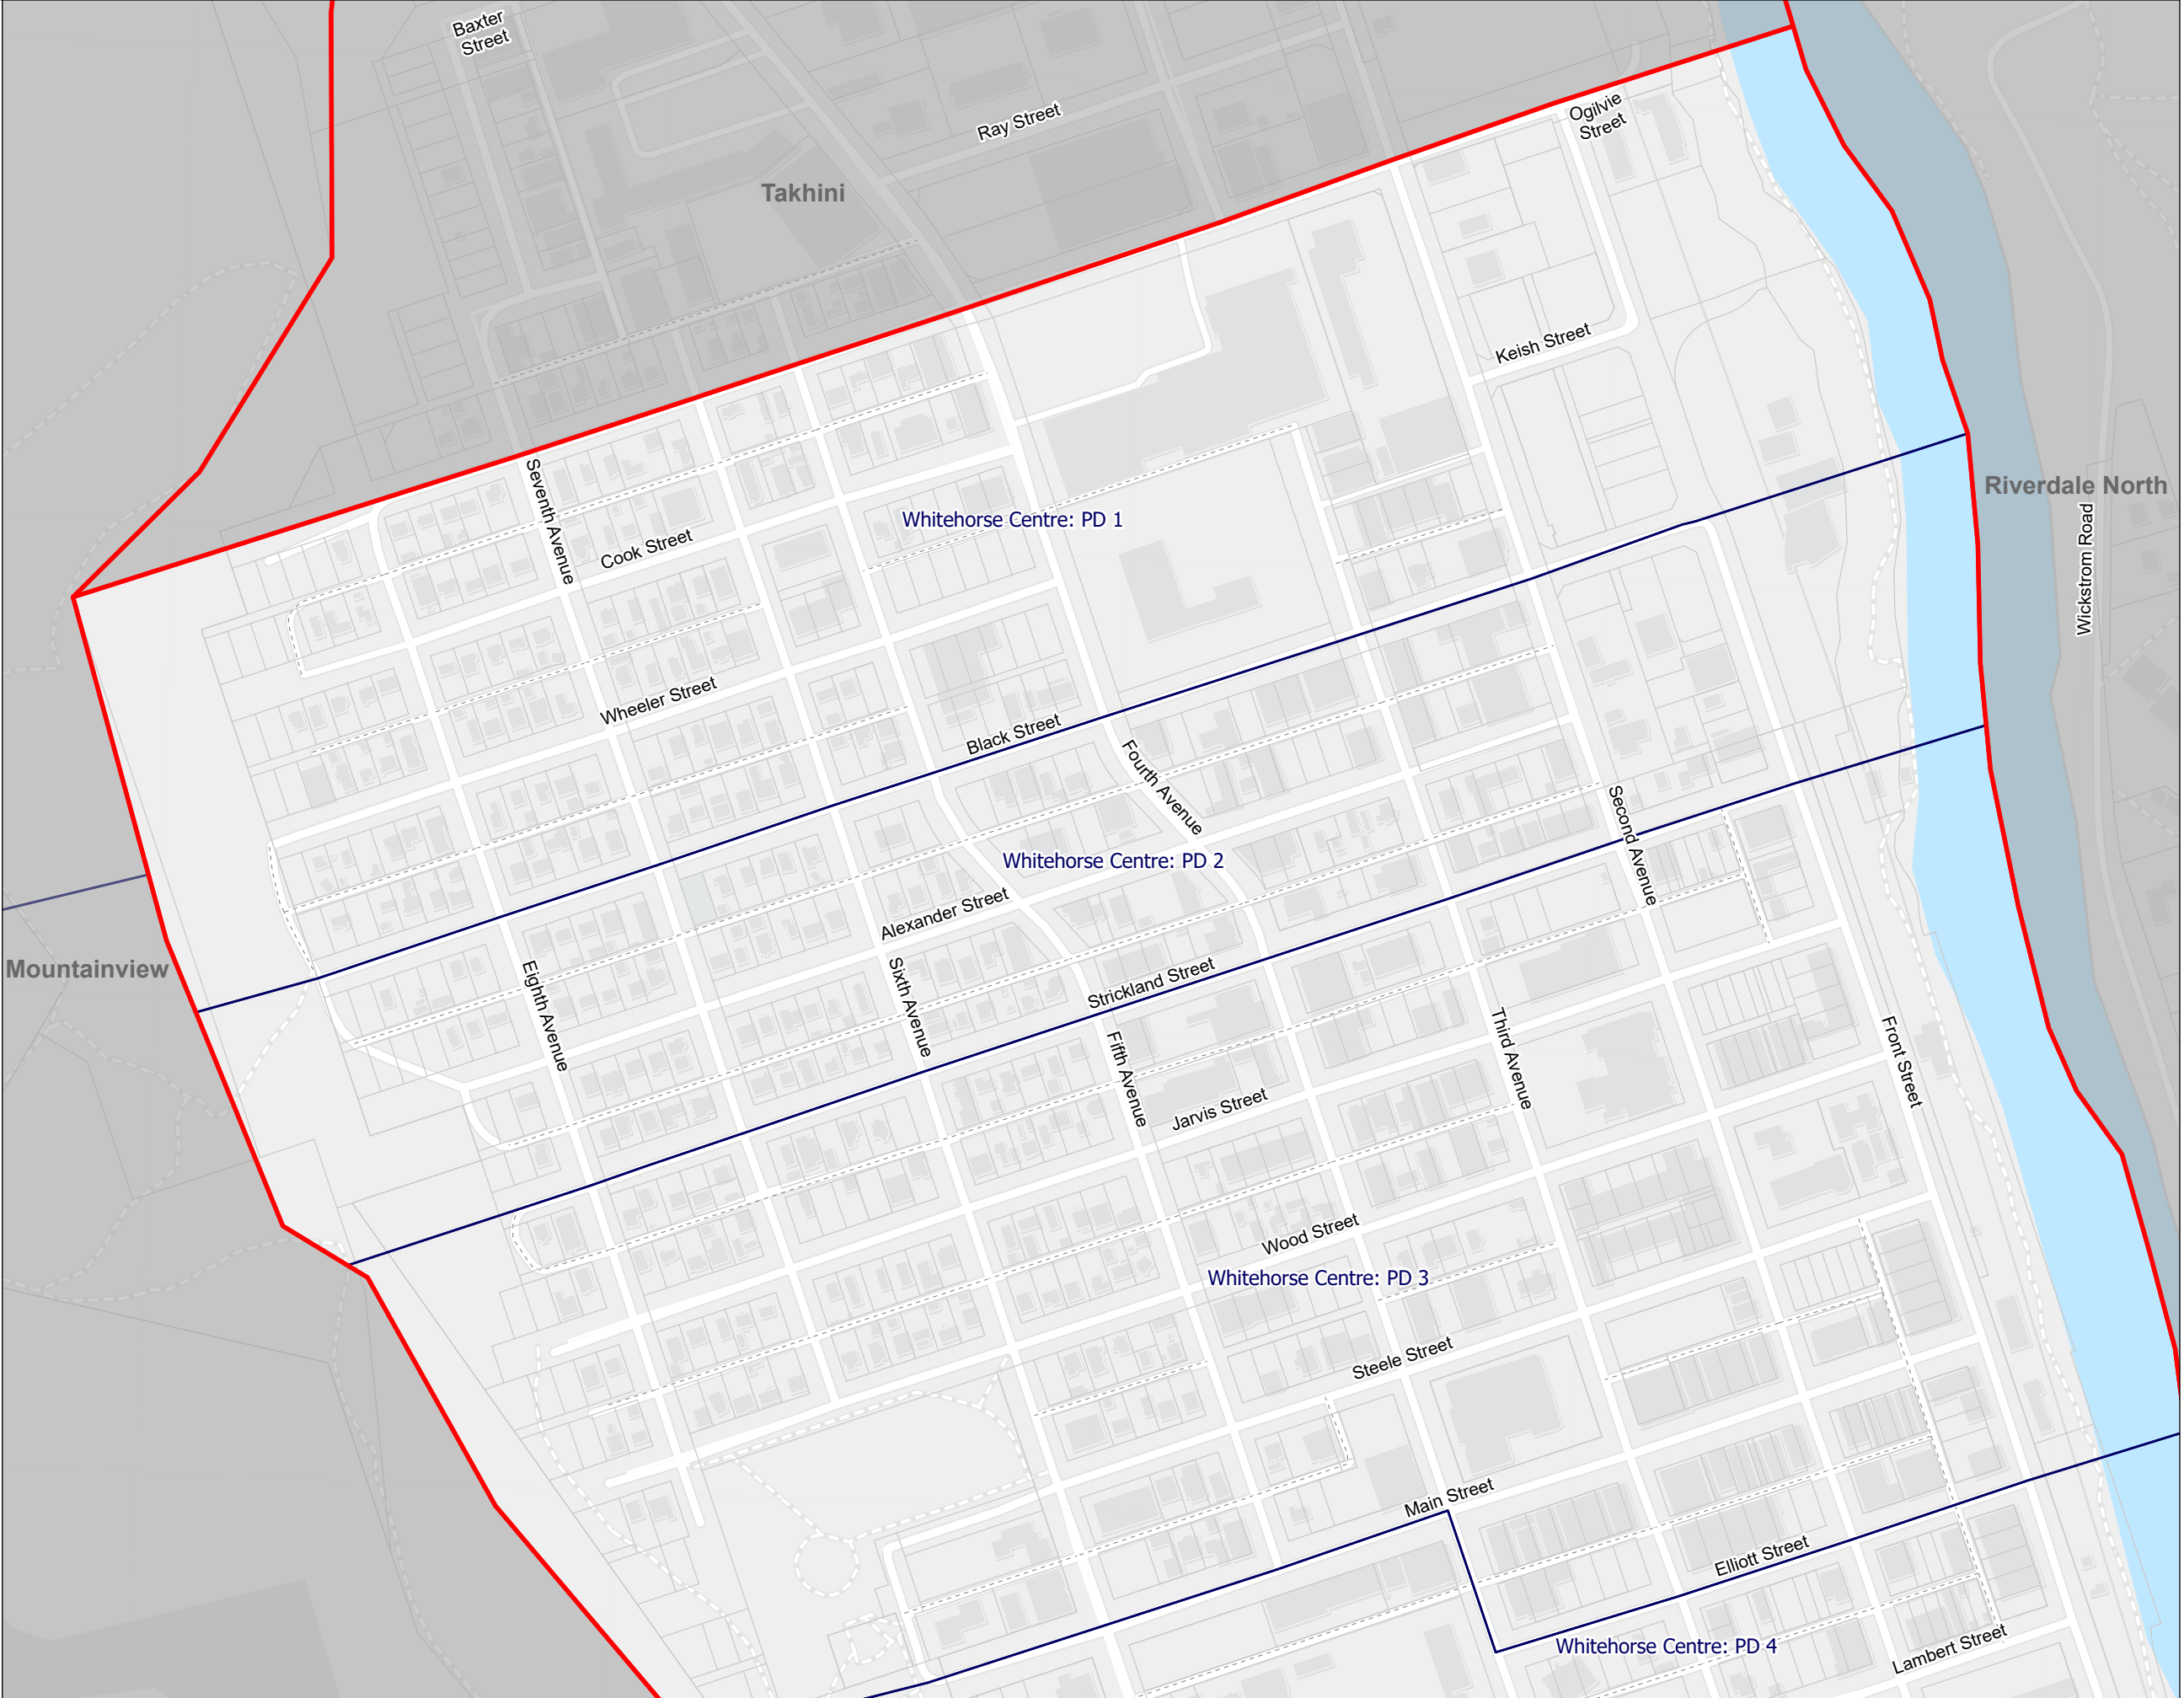 Baxter
Street
Ray Street
Ogilvie
Street
Takhini
Keish Street
Seventh Avenue
Riverdale North
Wickstrom Road
Whitehorse Centre: PD 1
Cook Street
Wheeler Street
Black Street
Fourth Avenue
Second Avenue
Whitehorse Centre: PD 2
Alexander Street
Mountainview
Eighth Avenue
Sixth Avenue
Strickland Street
Fifth Avenue
Third Avenue
Front Street
Jarvis Street
Wood Street
Whitehorse Centre: PD 3
Steele Street
Main Street
Elliott Street
Whitehorse Centre: PD 4
Lambert Street